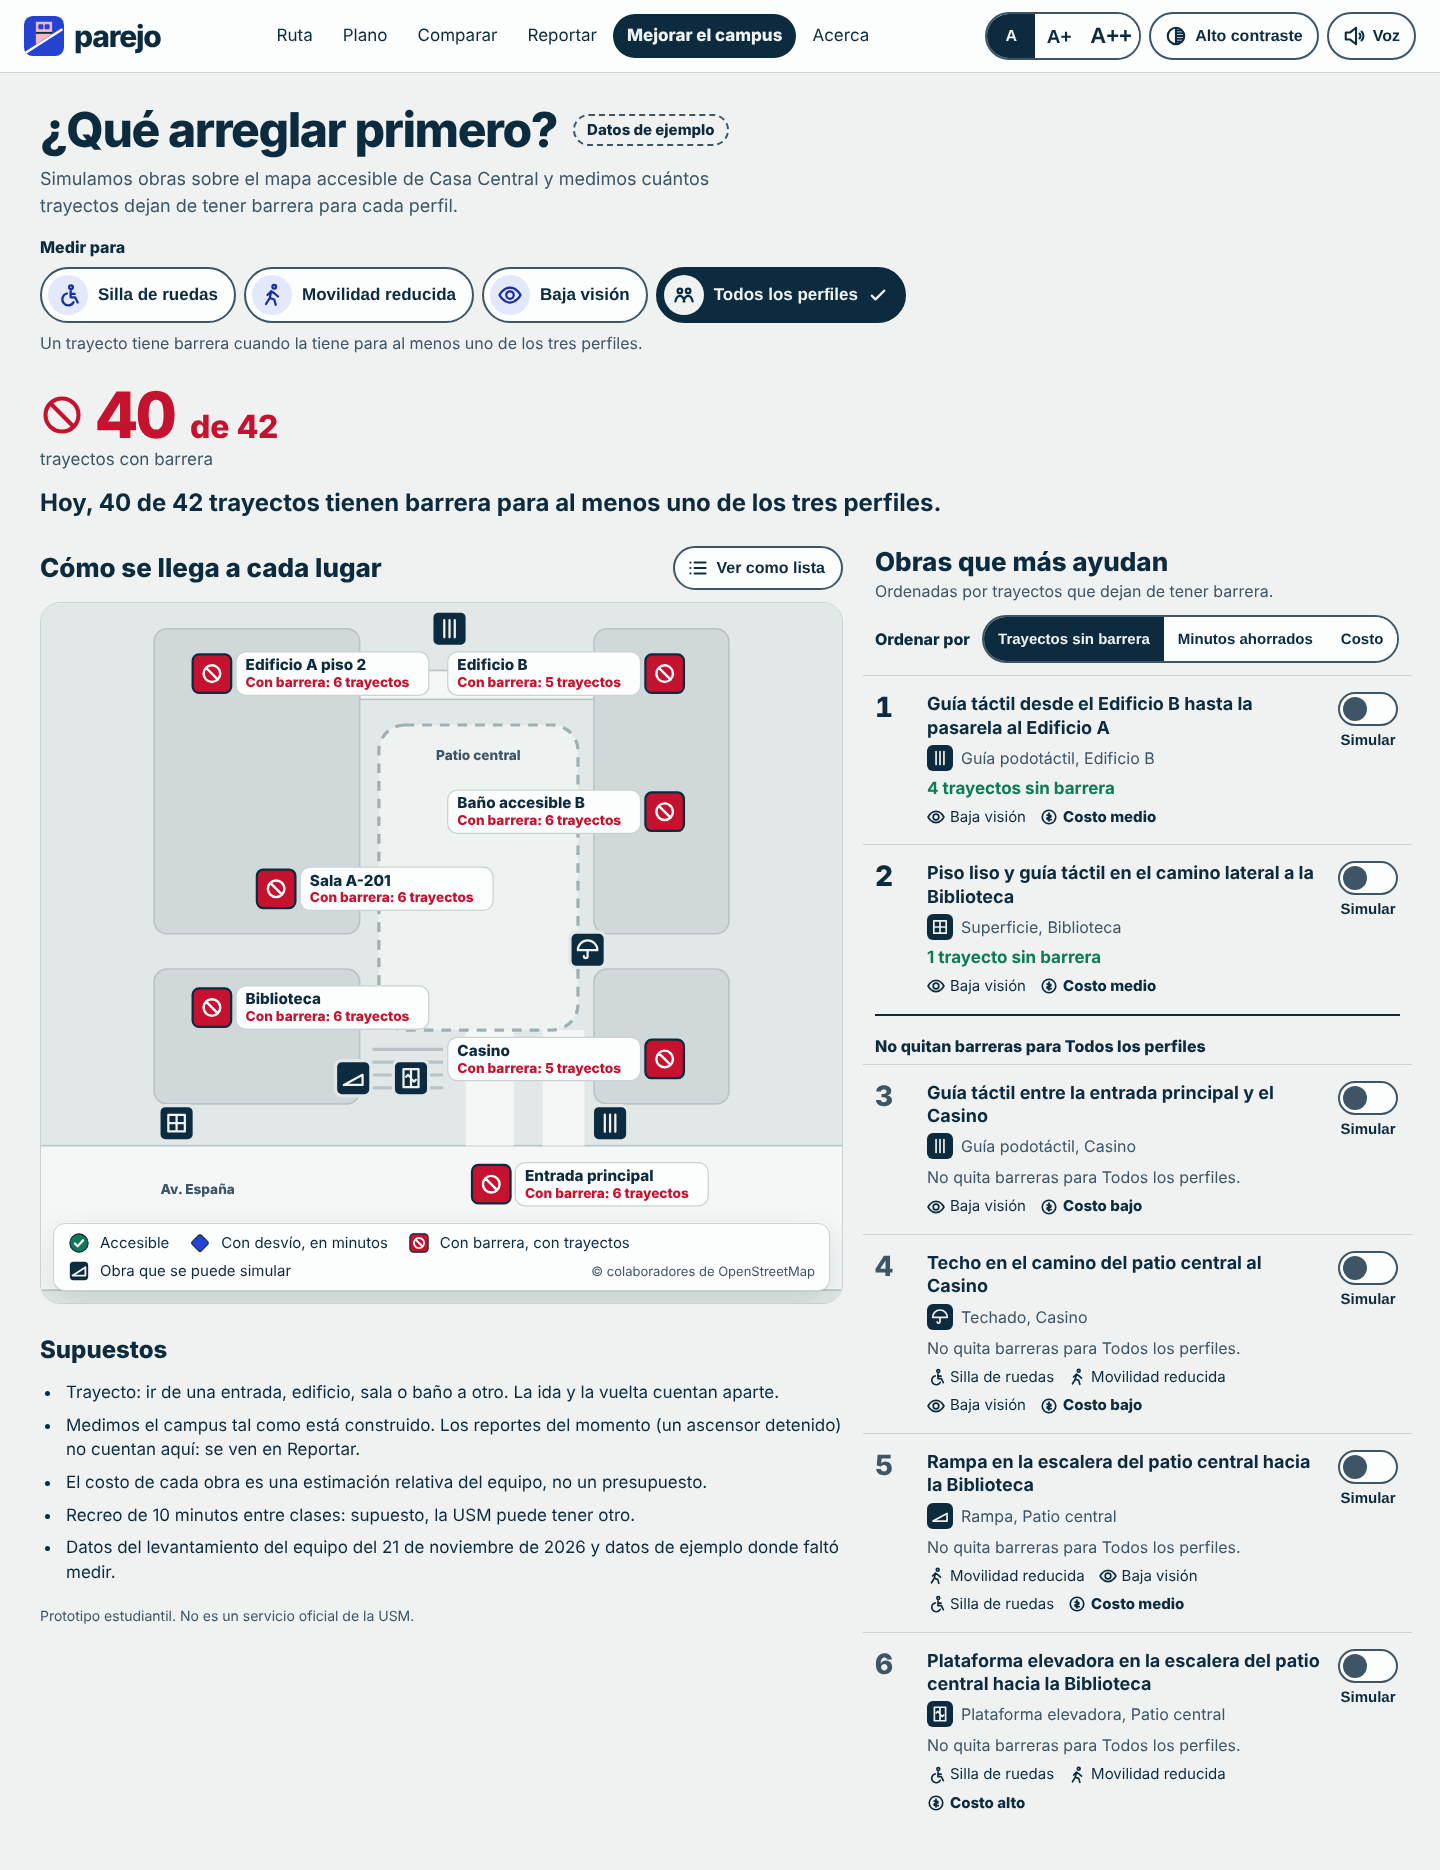 parejo
Ruta
Plano
Comparar
Reportar
Mejorar el campus
Acerca
A
A+
A++
Alto contraste
Voz
¿Qué arreglar primero?
Datos de ejemplo
Simulamos obras sobre el mapa accesible de Casa Central y medimos cuántos
trayectos dejan de tener barrera para cada perfil.
Medir para
Silla de ruedas
Movilidad reducida
Baja visión
Todos los perfiles
Un trayecto tiene barrera cuando la tiene para al menos uno de los tres perfiles.
40 de 42
trayectos con barrera
Hoy, 40 de 42 trayectos tienen barrera para al menos uno de los tres perfiles.
Cómo se llega a cada lugar
Ver como lista
Edificio A piso 2
Con barrera: 6 trayectos
Edificio B
Con barrera: 5 trayectos
Patio central
Baño accesible B
Con barrera: 6 trayectos
Sala A-201
Con barrera: 6 trayectos
Biblioteca
Con barrera: 6 trayectos
Casino
Con barrera: 5 trayectos
Entrada principal
Con barrera: 6 trayectos
Av. España
Accesible
Con desvío, en minutos
Con barrera, con trayectos
Obra que se puede simular
© colaboradores de OpenStreetMap
Supuestos
• Trayecto: ir de una entrada, edificio, sala o baño a otro. La ida y la vuelta cuentan aparte.
• Medimos el campus tal como está construido. Los reportes del momento (un ascensor detenido)
no cuentan aquí: se ven en Reportar.
• El costo de cada obra es una estimación relativa del equipo, no un presupuesto.
• Recreo de 10 minutos entre clases: supuesto, la USM puede tener otro.
• Datos del levantamiento del equipo del 21 de noviembre de 2026 y datos de ejemplo donde faltó
medir.
Prototipo estudiantil. No es un servicio oficial de la USM.
Obras que más ayudan
Ordenadas por trayectos que dejan de tener barrera.
Ordenar por
Trayectos sin barrera
Minutos ahorrados
Costo
1
Guía táctil desde el Edificio B hasta la
pasarela al Edificio A
Simular
Guía podotáctil, Edificio B
4 trayectos sin barrera
Baja visión
Costo medio
2
Piso liso y guía táctil en el camino lateral a la
Biblioteca
Simular
Superficie, Biblioteca
1 trayecto sin barrera
Baja visión
Costo medio
No quitan barreras para Todos los perfiles
3
Guía táctil entre la entrada principal y el
Casino
Simular
Guía podotáctil, Casino
No quita barreras para Todos los perfiles.
Baja visión
Costo bajo
4
Techo en el camino del patio central al
Casino
Simular
Techado, Casino
No quita barreras para Todos los perfiles.
Silla de ruedas
Movilidad reducida
Baja visión
Costo bajo
5
Rampa en la escalera del patio central hacia
la Biblioteca
Simular
Rampa, Patio central
No quita barreras para Todos los perfiles.
Movilidad reducida
Baja visión
Silla de ruedas
Costo medio
6
Plataforma elevadora en la escalera del patio
central hacia la Biblioteca
Simular
Plataforma elevadora, Patio central
No quita barreras para Todos los perfiles.
Silla de ruedas
Movilidad reducida
Costo alto